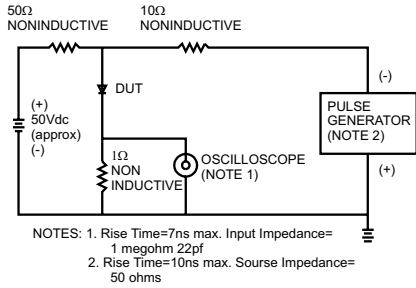 50Ω
NONINDUCTIVE
10Ω
NONINDUCTIVE
DUT
(+)
50Vdc
(approx)
(-)
1Ω
NON
INDUCTIVE
OSCILLOSCOPE
(NOTE 1)
(-)
PULSE
GENERATOR
(NOTE 2)
(+)
NOTES: 1. Rise Time=7ns max. Input Impedance=
1 megohm 22pf
2. Rise Time=10ns max. Sourse Impedance=
50 ohms